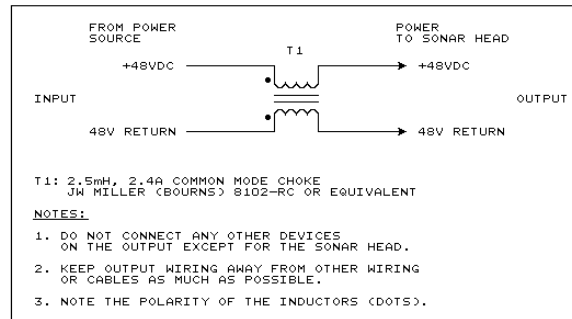 FROM POWER SOURCE
POWER TO SONAR HEAD
T1
+48VDC
+48VDC
INPUT
OUTPUT
48V RETURN
48V RETURN
T1: 2.5mH, 2.4A COMMON MODE CHOKE
JW MILLER (BOURNS) 8102-RC OR EQUIVALENT
NOTES:
1. DO NOT CONNECT ANY OTHER DEVICES
ON THE OUTPUT EXCEPT FOR THE SONAR HEAD.
2. KEEP OUTPUT WIRING AWAY FROM OTHER WIRING
OR CABLES AS MUCH AS POSSIBLE.
3. NOTE THE POLARITY OF THE INDUCTORS (DOTS).